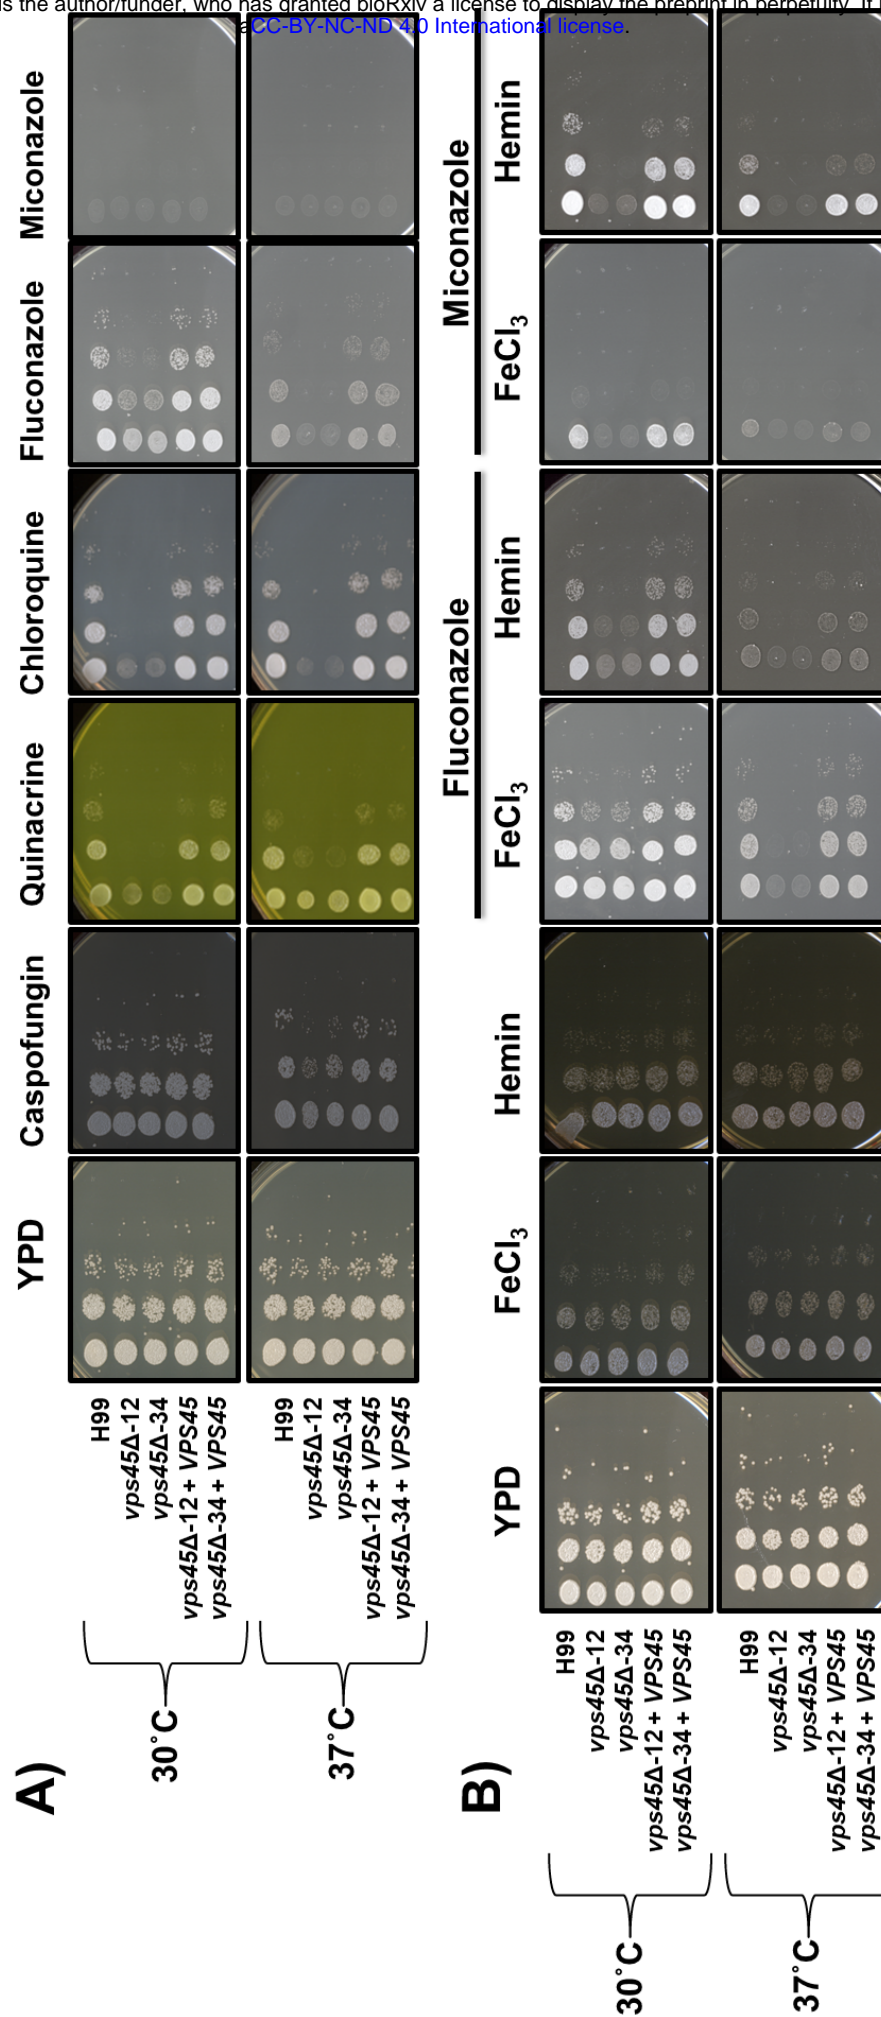 is the author/funder, who has granted bioRxiv a license to display the preprint in perpetuity. It
aCC-BY-NC-ND 4.0 International license.
A)
YPD
Caspofungin
Quinacrine
Chloroquine
Fluconazole
Miconazole
30°C
H99
vps45Δ-12
vps45Δ-34
vps45Δ-12 + VPS45
vps45Δ-34 + VPS45
37°C
H99
vps45Δ-12
vps45Δ-34
vps45Δ-12 + VPS45
vps45Δ-34 + VPS45
B)
Fluconazole
Miconazole
YPD
FeCl3
Hemin
FeCl3
Hemin
FeCl3
Hemin
30°C
H99
vps45Δ-12
vps45Δ-34
vps45Δ-12 + VPS45
vps45Δ-34 + VPS45
37°C
H99
vps45Δ-12
vps45Δ-34
vps45Δ-12 + VPS45
vps45Δ-34 + VPS45